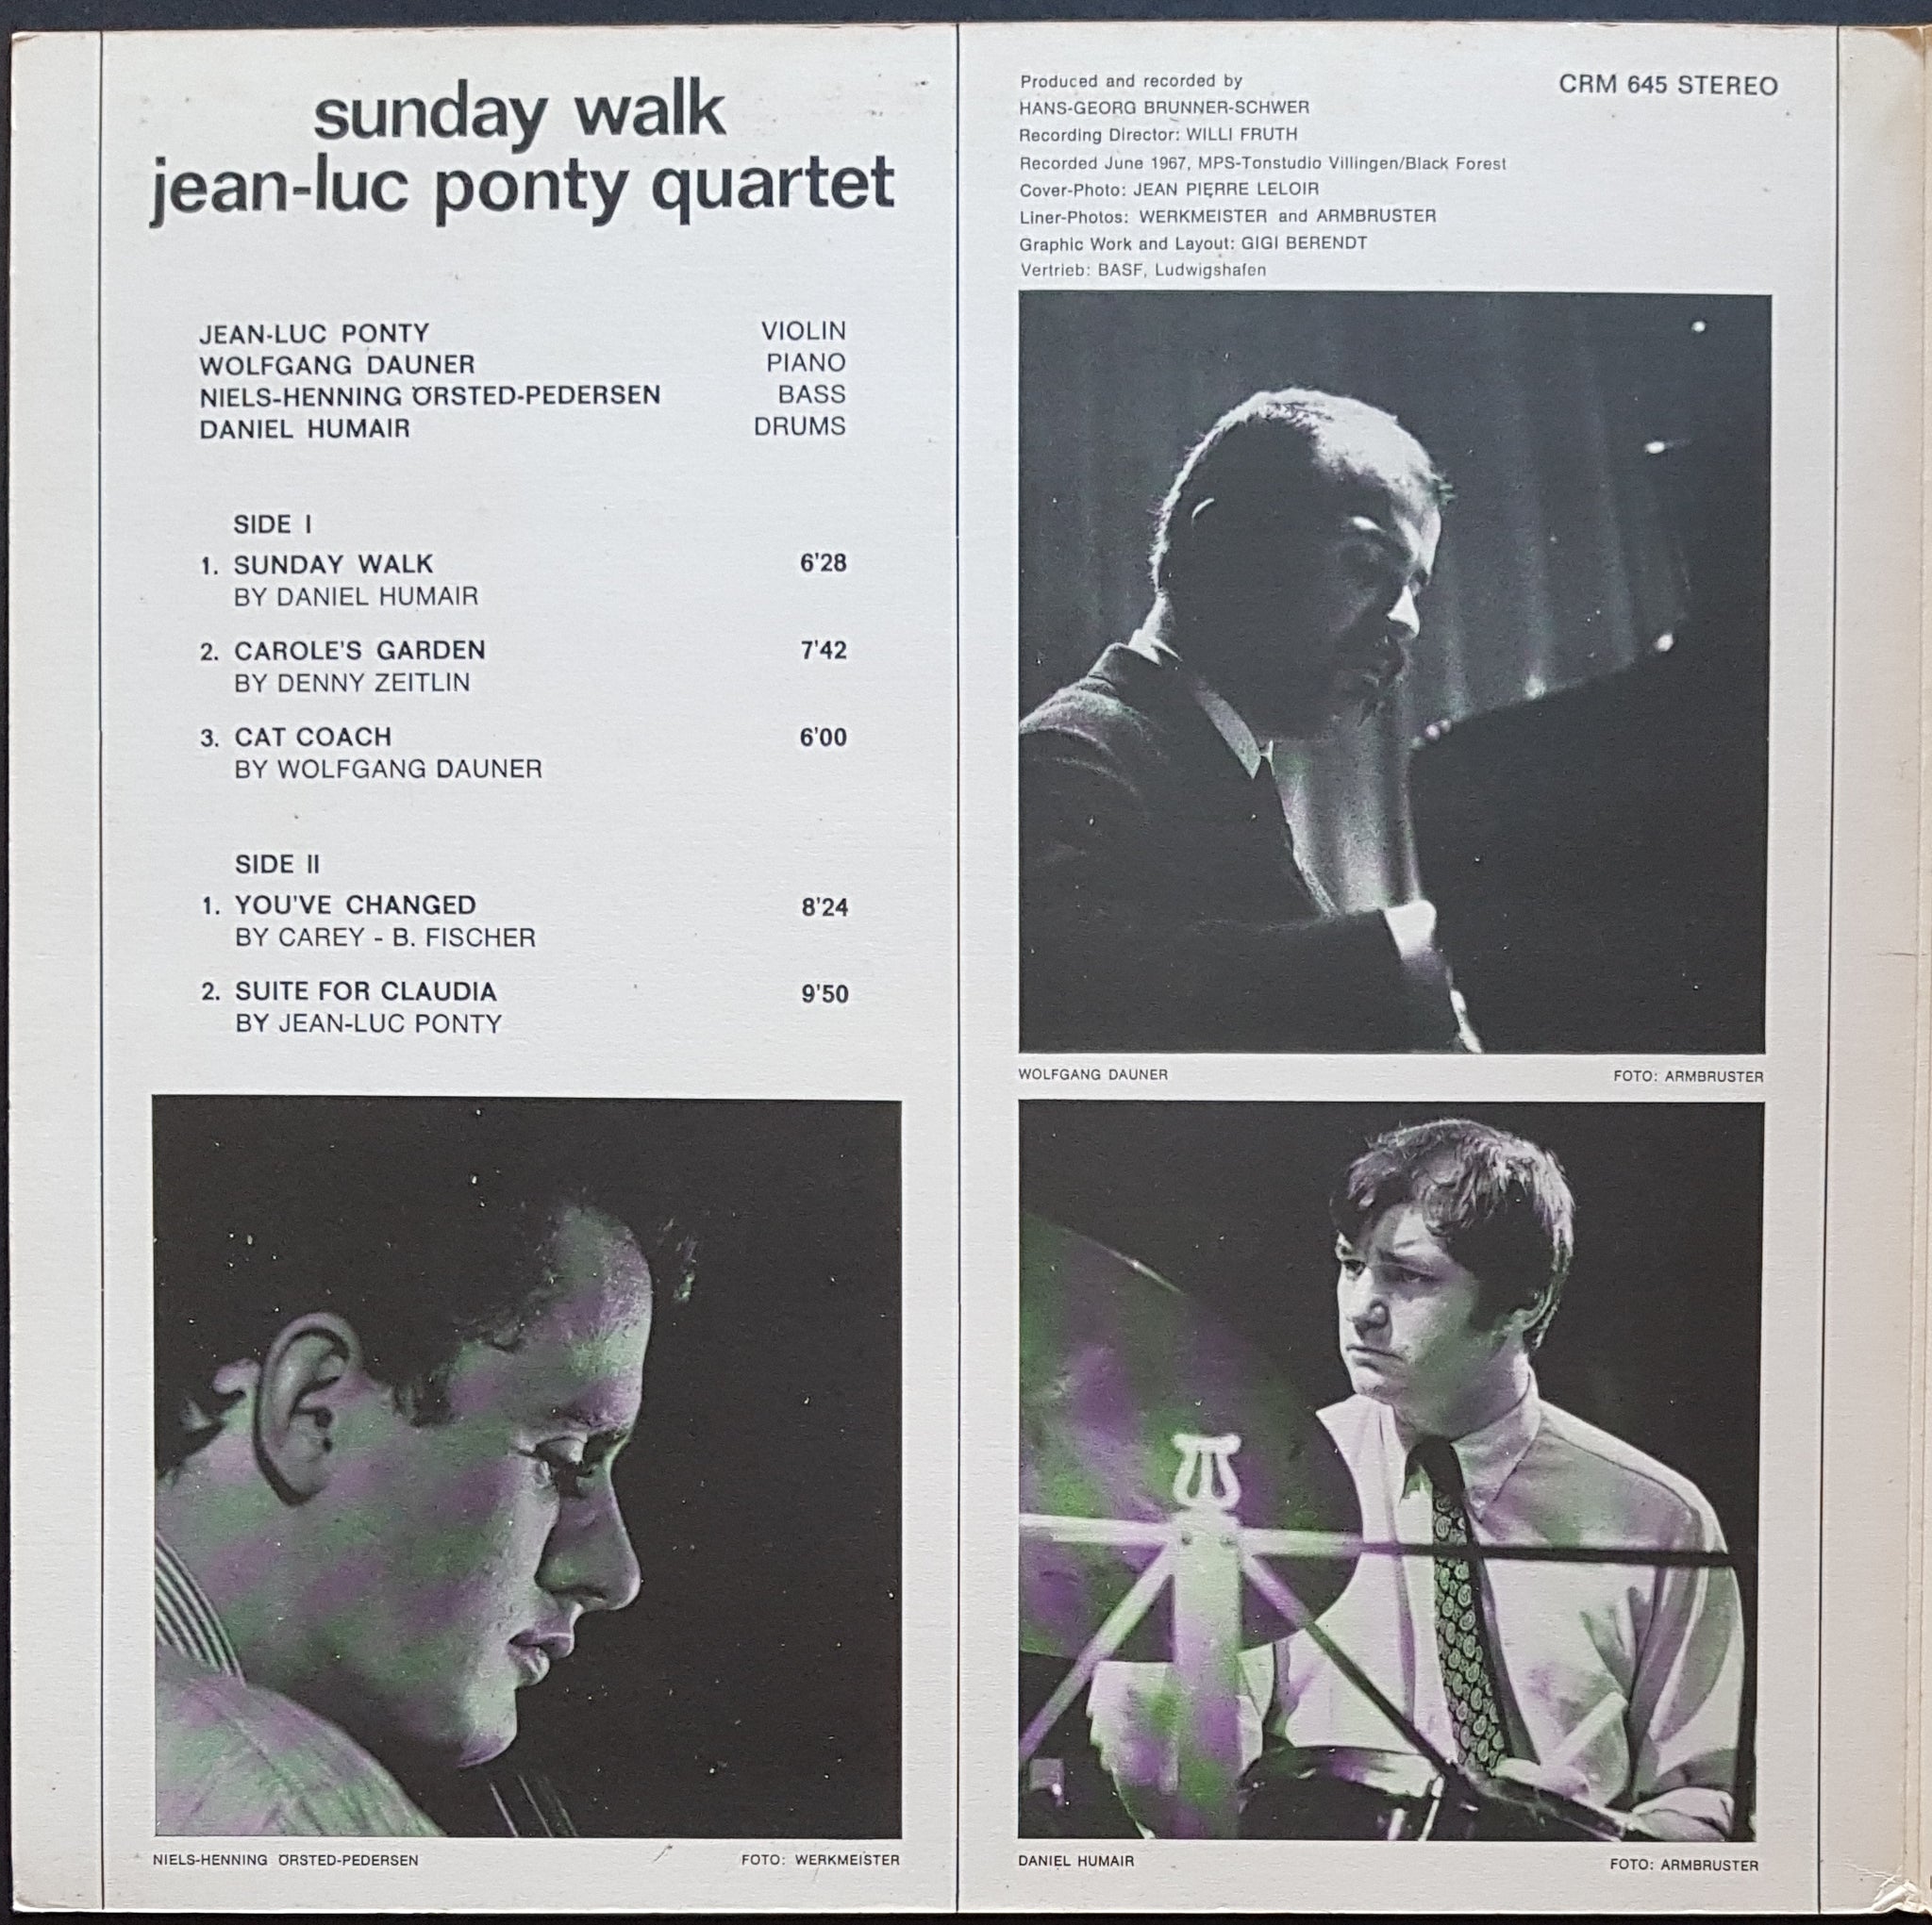 sunday walk
jean-luc ponty quartet
JEAN-LUC PONTY VIOLIN
WOLFGANG DAUNER PIANO
NIELS-HENNING ÖRSTED-PEDERSEN BASS
DANIEL HUMAIR DRUMS
SIDE I
1. SUNDAY WALK 6'28
BY DANIEL HUMAIR
2. CAROLE'S GARDEN 7'42
BY DENNY ZEITLIN
3. CAT COACH 6'00
BY WOLFGANG DAUNER
SIDE II
1. YOU'VE CHANGED 8'24
BY CAREY - B. FISCHER
2. SUITE FOR CLAUDIA 9'50
BY JEAN-LUC PONTY
NIELS-HENNING ÖRSTED-PEDERSEN FOTO: WERKMEISTER
Produced and recorded by
HANS-GEORG BRUNNER-SCHWER
Recording Director: WILLI FRUTH
Recorded June 1967, MPS-Tonstudio Villingen/Black Forest
Cover-Photo: JEAN PIERRE LELOIR
Liner-Photos: WERKMEISTER and ARMBRUSTER
Graphic Work and Layout: GIGI BERENDT
Vertrieb: BASF, Ludwigshafen
CRM 645 STEREO
WOLFGANG DAUNER FOTO: ARMBRUSTER
DANIEL HUMAIR FOTO: ARMBRUSTER